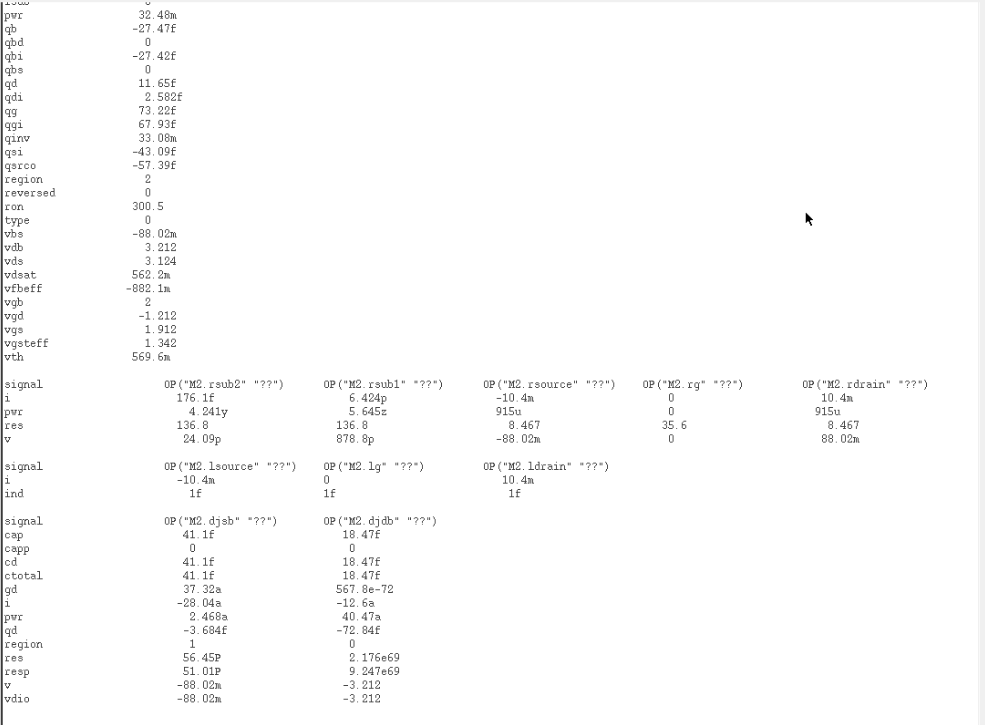 pwr 32.48m
qb -27.47f
qbd 0
qbi -27.42f
qbs 0
qd 11.65f
qdi 2.582f
qg 73.22f
qgi 67.93f
qinv 33.08m
qsi -43.09f
qsrco -57.39f
region 2
reversed 0
ron 300.5
type 0
vbs -88.02m
vdb 3.212
vds 3.124
vdsat 562.2m
vfbeff -882.1m
vgb 2
vgd -1.212
vgs 1.912
vgsteff 1.342
vth 569.6m
signal OP("M2.rsub2" "??") OP("M2.rsub1" "??") OP("M2.rsource" "??") OP("M2.rg" "??") OP("M2.rdrain" "??")
i 176.1f 6.424p -10.4m 0 10.4m
pwr 4.241y 5.645z 915u 0 915u
res 136.8 136.8 8.467 35.6 8.467
v 24.09p 878.8p -88.02m 0 88.02m
signal OP("M2.lsource" "??") OP("M2.lg" "??") OP("M2.ldrain" "??")
i -10.4m 0 10.4m
ind 1f 1f 1f
signal OP("M2.djsb" "??") OP("M2.djdb" "??")
cap 41.1f 18.47f
capp 0 0
cd 41.1f 18.47f
ctotal 41.1f 18.47f
gd 37.32a 567.8e-72
i -28.04a -12.6a
pwr 2.468a 40.47a
qd -3.684f -72.84f
region 1 0
res 56.45P 2.176e69
resp 51.01P 9.247e69
v -88.02m -3.212
vdio -88.02m -3.212